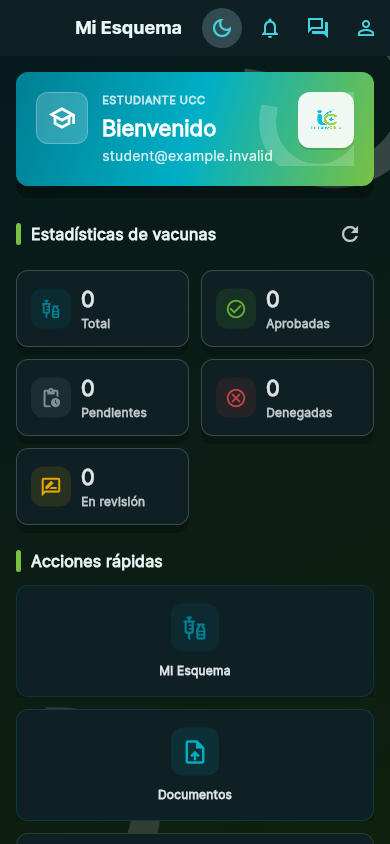 Mi Esquema
ESTUDIANTE UCC
Bienvenido
student@example.invalid
Estadísticas de vacunas
0
Total
0
Aprobadas
0
Pendientes
0
Denegadas
0
En revisión
Acciones rápidas
Mi Esquema
Documentos